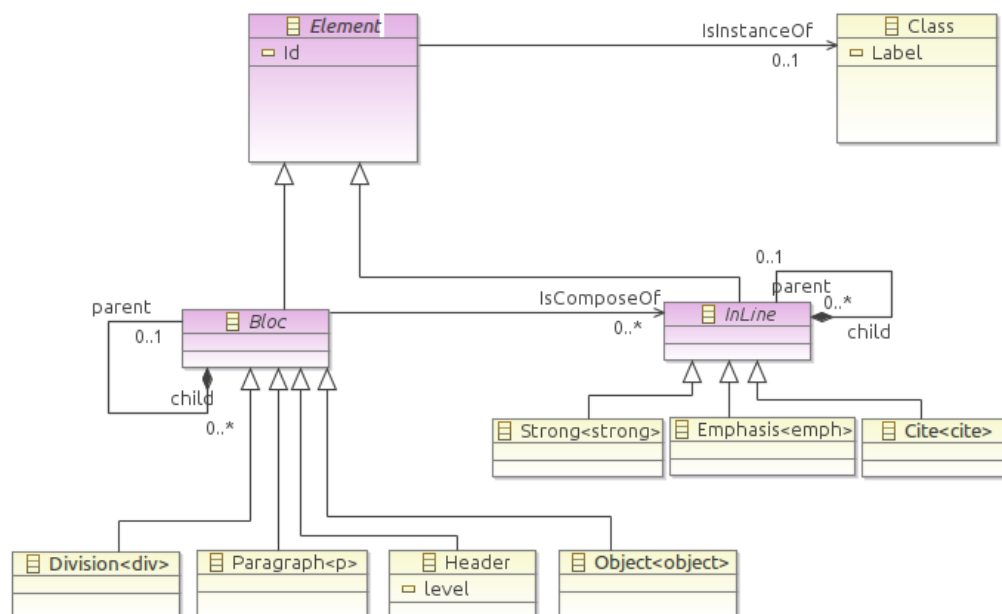 Element
Id
IsInstanceOf
0..1
Class
Label
parent
0..1
Bloc
child
0..*
IsComposeOf
0..*
0..1
parent
0..*
InLine
child
Strong<strong>
Emphasis<emph>
Cite<cite>
Division<div>
Paragraph<p>
Header
level
Object<object>